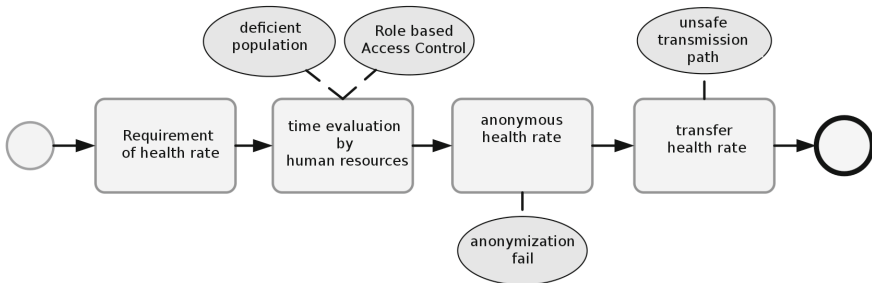 deficient
population
Role based
Access Control
unsafe
transmission
path
Requirement
of health rate
time evaluation
by
human resources
anonymous
health rate
transfer
health rate
anonymization
fail